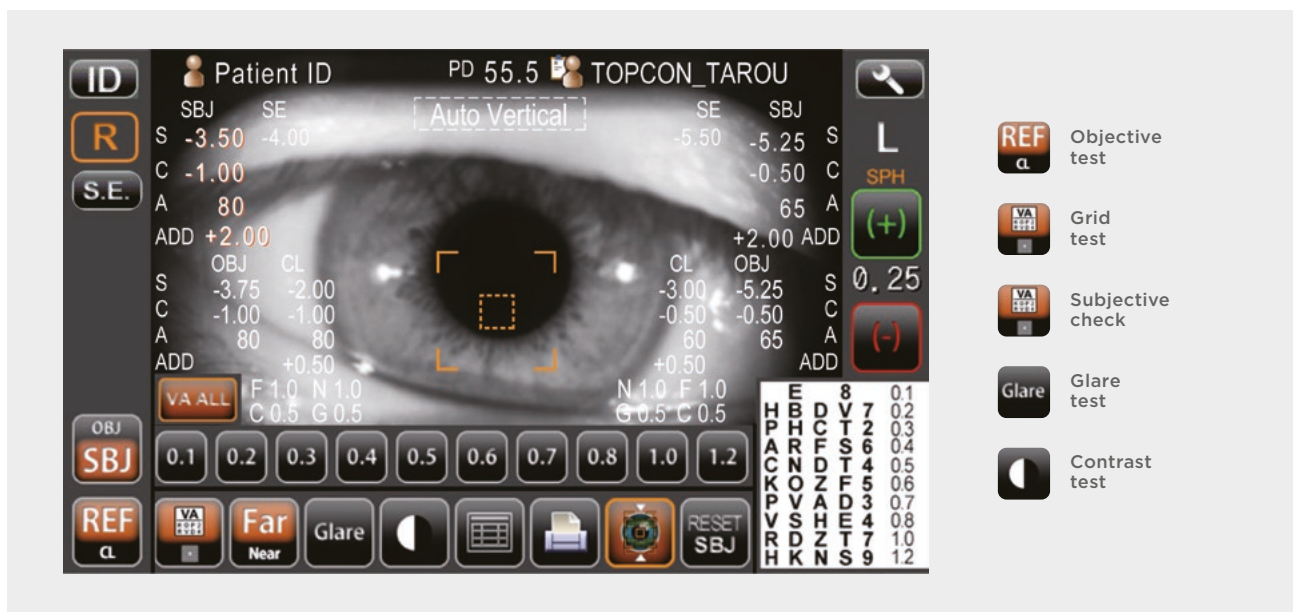 ID Patient ID PD 55.5 TOPCON_TAROU
SBJ SE Auto Vertical SE SBJ
R S -3.50 -4.00 -5.50 -5.25 S L
C -1.00 -0.50 C SPH
S.E. A 80 65 A (+)
ADD +2.00 +2.00 ADD
OBJ CL CL OBJ
S -3.75 -2.00 -3.00 -5.25 S 0.25
C -1.00 -1.00 -0.50 -0.50 C
A 80 80 60 65 A (-)
ADD +0.50 +0.50 ADD
VA ALL F 1.0 N 1.0 N 1.0 F 1.0
C 0.5 G 0.5 G 0.5 C 0.5
E 8 0.1
H B D V 7 0.2
P H C T 2 0.3
A R F S 6 0.4
C N D T 4 0.5
K O Z F 5 0.6
P V A D 3 0.7
V S H E 4 0.8
R D Z T 7 1.0
H K N S 9 1.2
OBJ
SBJ 0.1 0.2 0.3 0.4 0.5 0.6 0.7 0.8 1.0 1.2
REF VA Far Glare RESET
CL Near SBJ
REF Objective
CL test
VA Grid
test
VA Subjective
check
Glare Glare
test
Contrast
test